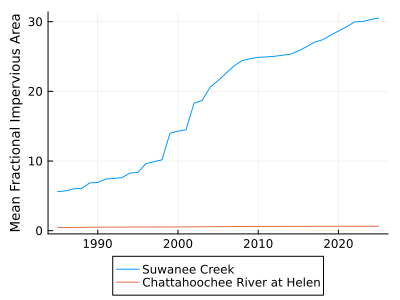 Mean Fractional Impervious Area
30
20
10
0
1990 2000 2010 2020
Suwanee Creek
Chattahoochee River at Helen